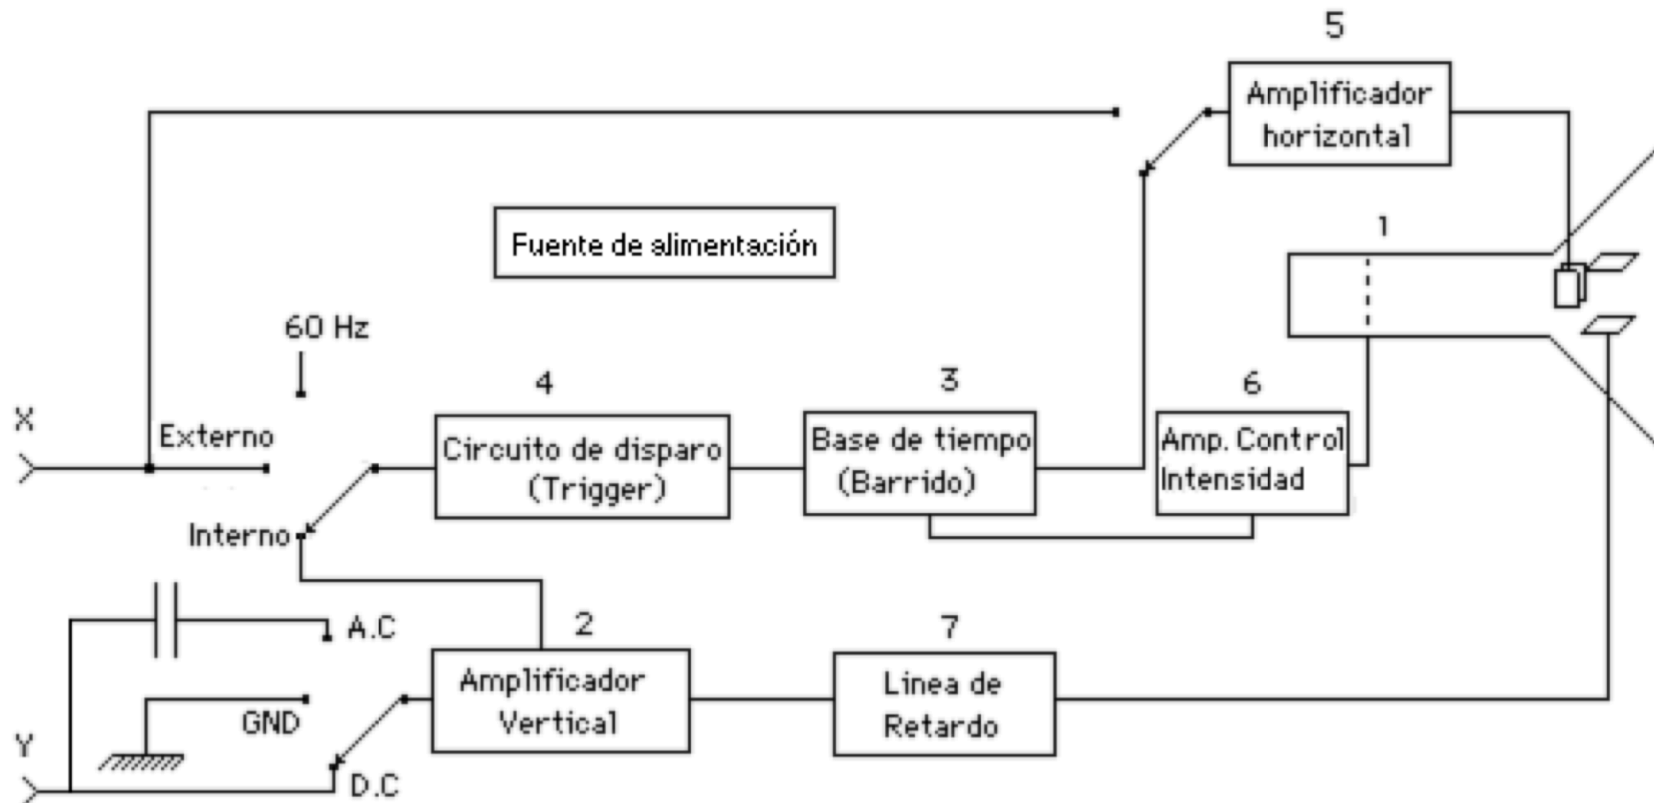 5
Amplificador
horizontal
1
Fuente de alimentación
60 Hz
4
3
6
X
Externo
Circuito de disparo
(Trigger)
Base de tiempo
(Barrido)
Amp. Control
Intensidad
Interno
A.C
2
7
Amplificador
Vertical
Linea de
Retardo
GND
Y
D.C